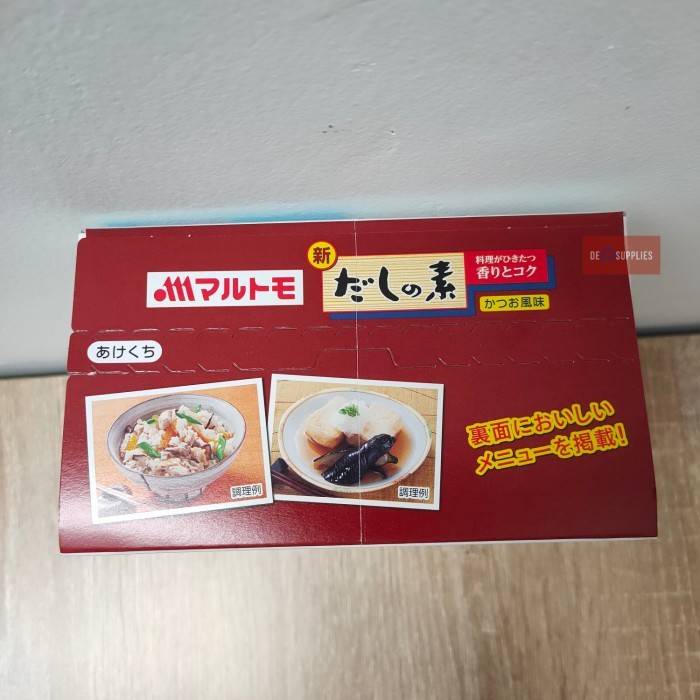 DE SUPPLIES
マルトモ
新
だしの素
料理がひきたつ
香りとコク
かつお風味
あけくち
調理例
調理例
裏面においしい
メニューを掲載!